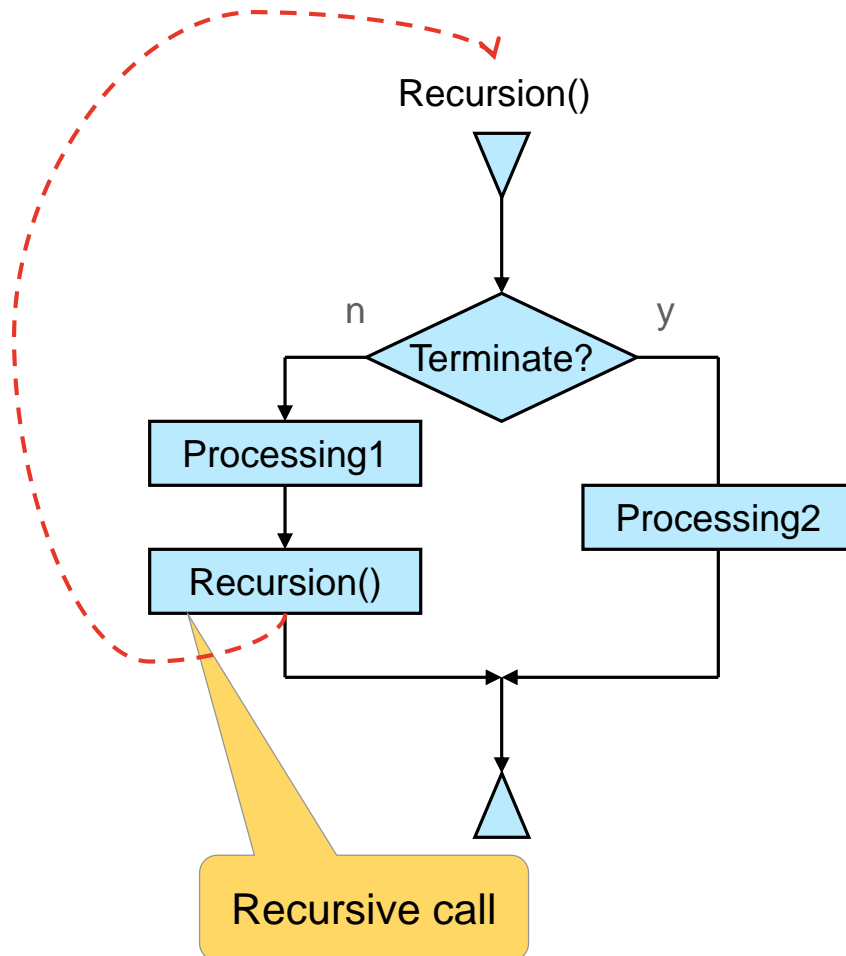 Recursion()
n
y
Terminate?
Processing1
Processing2
Recursion()
Recursive call